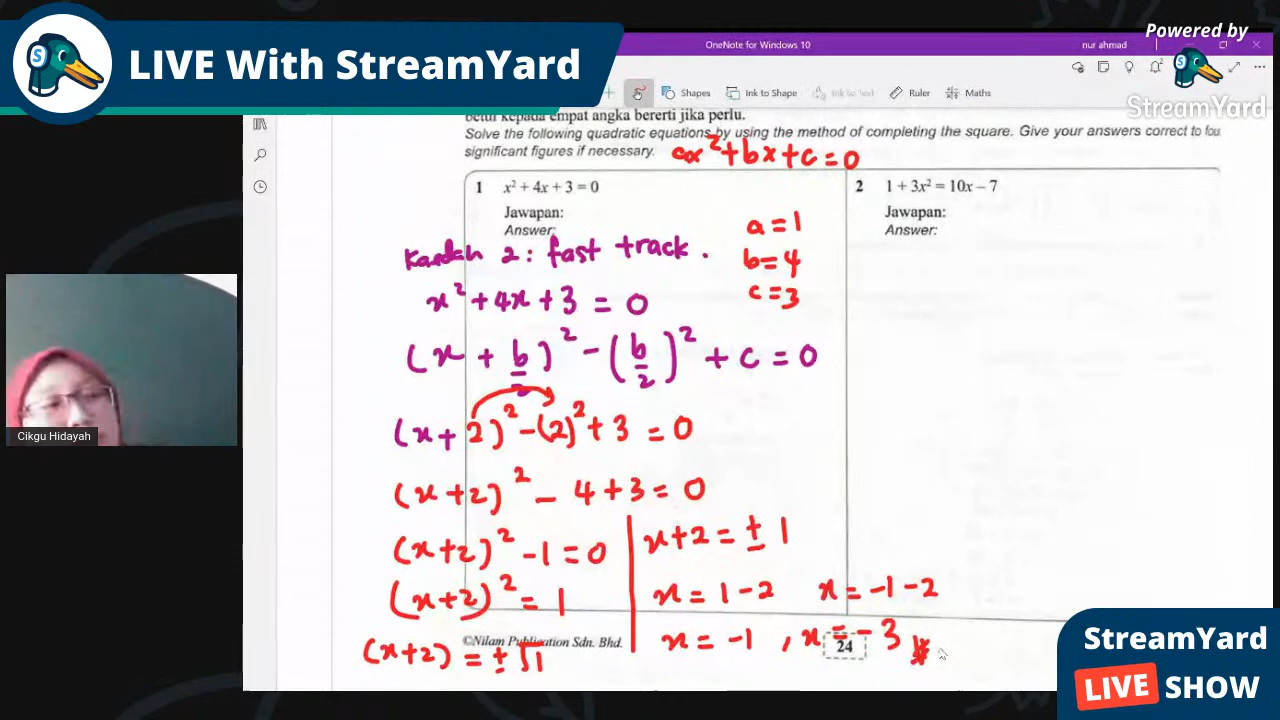 LIVE With StreamYard
Powered by
StreamYard
OneNote for Windows 10
nur ahmad
Shapes
Ink to Shape
Ink to Text
Ruler
Maths
betul kepada empat angka bererti jika perlu.
Solve the following quadratic equations by using the method of completing the square. Give your answers correct to fou
significant figures if necessary.
ax² + bx + c = 0
1 x² + 4x + 3 = 0
Jawapan:
Answer:
a = 1
b = 4
c = 3
Kaedah 2 : fast track .
x² + 4x + 3 = 0
(x + b/2)² - (b/2)² + c = 0
(x + 2)² - (2)² + 3 = 0
(x+2)² - 4 + 3 = 0
(x+2)² - 1 = 0
(x+2)² = 1
(x+2) = ± √1
x+2 = ± 1
x = 1 - 2 x = -1 - 2
x = -1 , x = -3
2 1 + 3x² = 10x – 7
Jawapan:
Answer:
©Nilam Publication Sdn. Bhd.
24
Cikgu Hidayah
StreamYard
LIVE SHOW